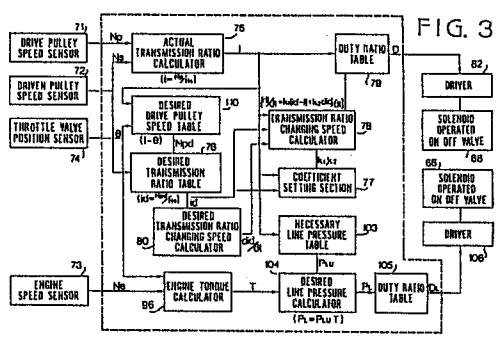 FIG. 3
71
DRIVE PULLEY
SPEED SENSOR
NP
75
ACTUAL
TRANSMISSION RATIO
CALCULATOR
i
DUTY RATIO
TABLE
D
79
72
DRIVEN PULLEY
SPEED SENSOR
NS
82
DRIVER
DESIRED
DRIVE PULLEY
SPEED TABLE
110
(i-θ)
TRANSMISSION RATIO
CHANGING SPEED
CALCULATOR
78
SOLENOID OPERATED
ON OFF VALVE
68
THROTTLE VALVE
POSITION SENSOR
74
θ
Npd
DESIRED
TRANSMISSION
RATIO TABLE
76
k1,k2
COEFFICIENT
SETTING SECTION
77
66
SOLENOID OPERATED
ON OFF VALVE
id
DESIRED
TRANSMISSION RATIO
CHANGING SPEED
CALCULATOR
80
did/dt
NECESSARY
LINE PRESSURE
TABLE
103
DRIVER
106
PLU
73
ENGINE
SPEED SENSOR
Ne
ENGINE TORQUE
CALCULATOR
96
T
104
DESIRED
LINE PRESSURE
CALCULATOR
(PL=PLU T)
PL
105
DUTY RATIO
TABLE
DL